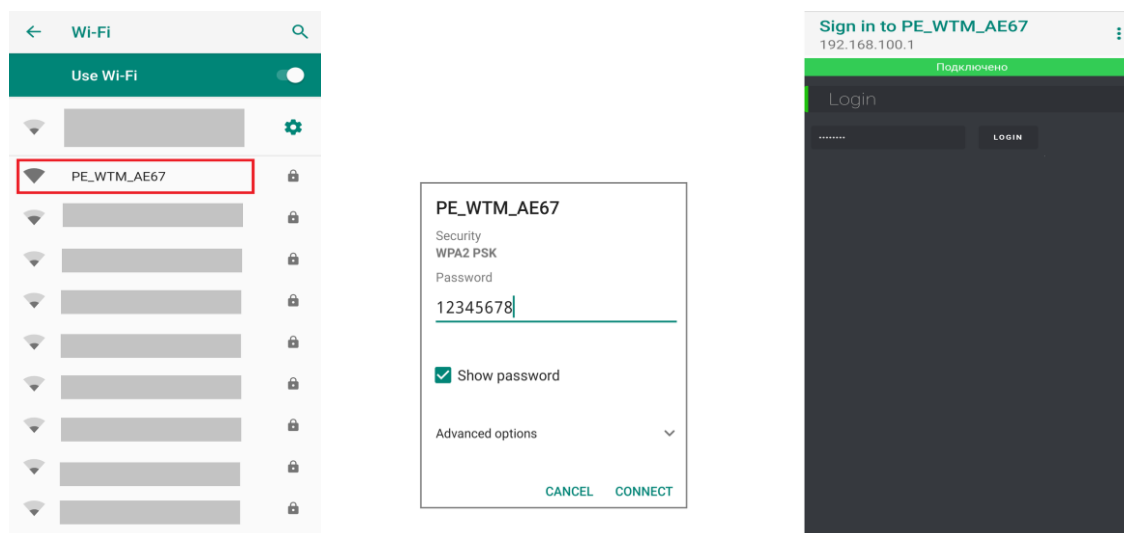 Wi-Fi
Use Wi-Fi
PE_WTM_AE67
PE_WTM_AE67
Security
WPA2 PSK
Password
12345678
Show password
Advanced options
CANCEL CONNECT
Sign in to PE_WTM_AE67
192.168.100.1
Подключено
Login
········ LOGIN